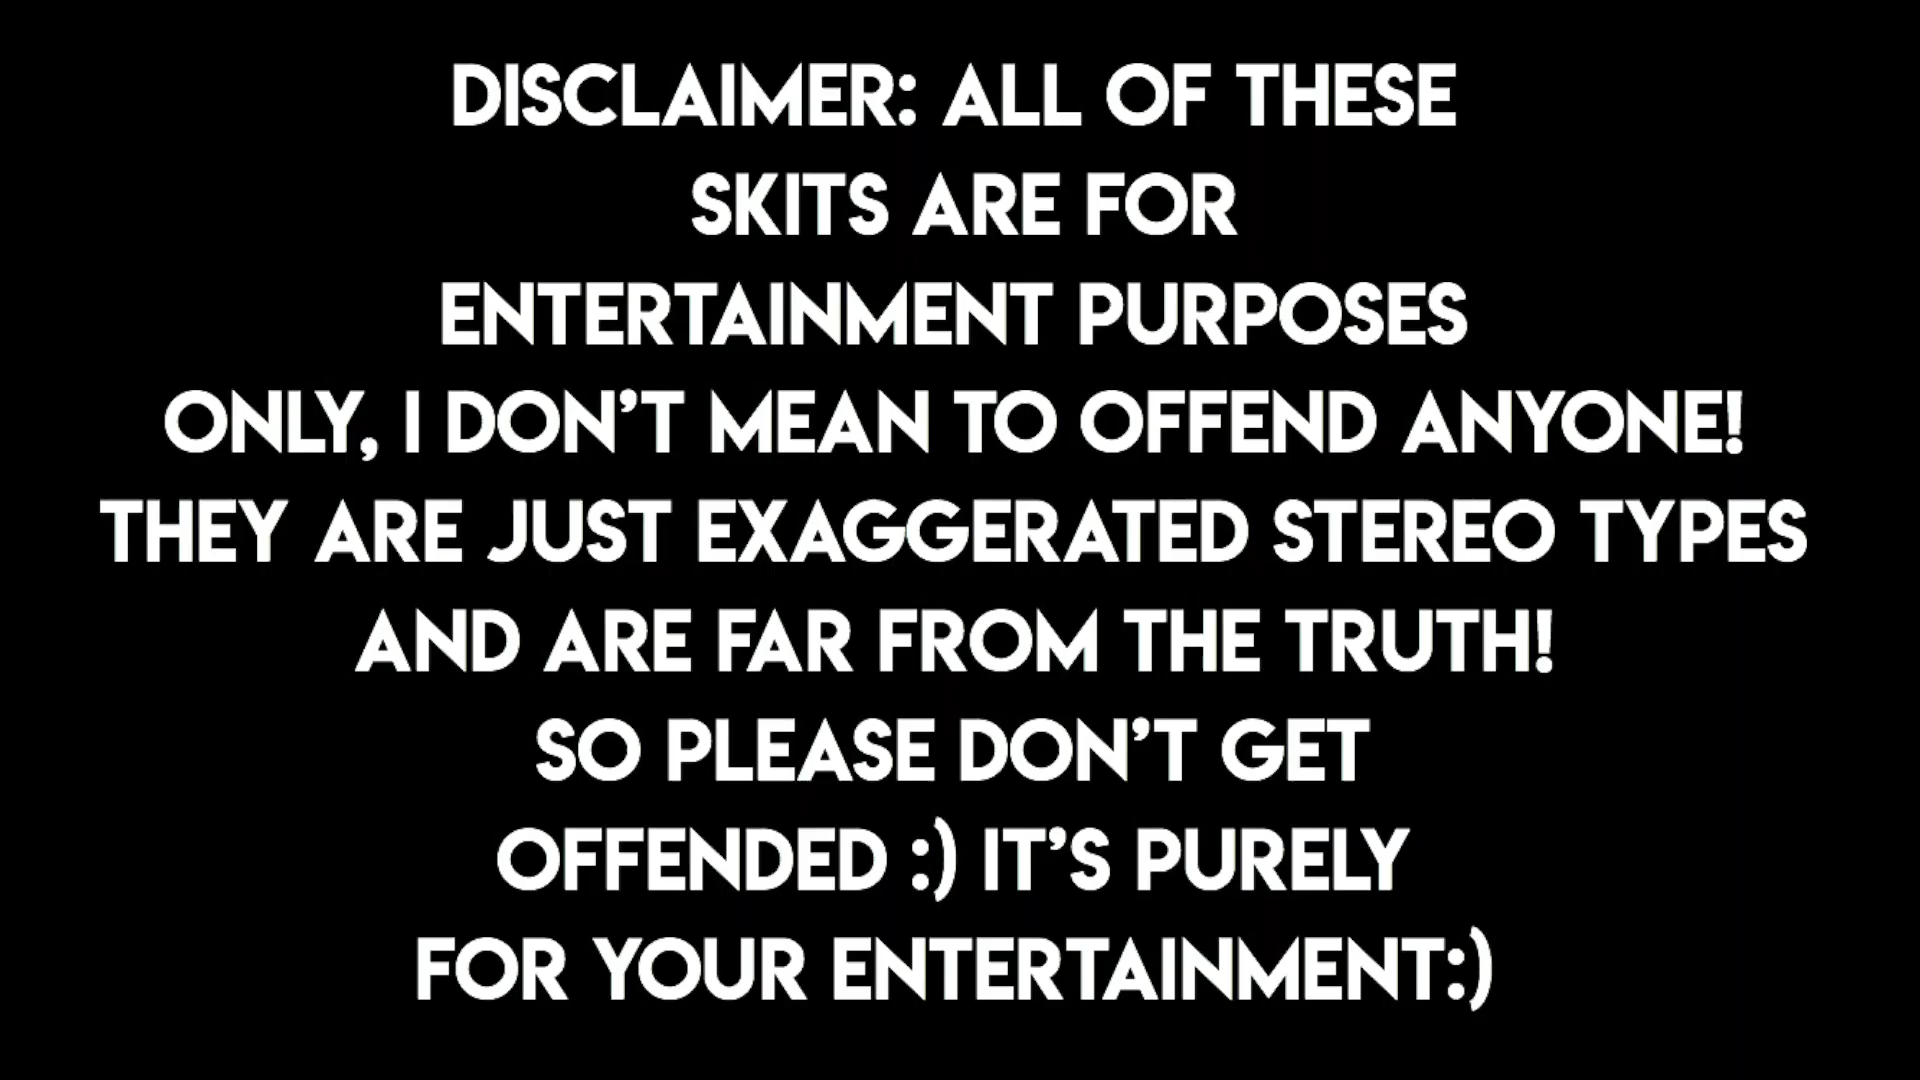 DISCLAIMER: ALL OF THESE
SKITS ARE FOR
ENTERTAINMENT PURPOSES
ONLY, I DON'T MEAN TO OFFEND ANYONE!
THEY ARE JUST EXAGGERATED STEREO TYPES
AND ARE FAR FROM THE TRUTH!
SO PLEASE DON'T GET
OFFENDED :) IT'S PURELY
FOR YOUR ENTERTAINMENT:)